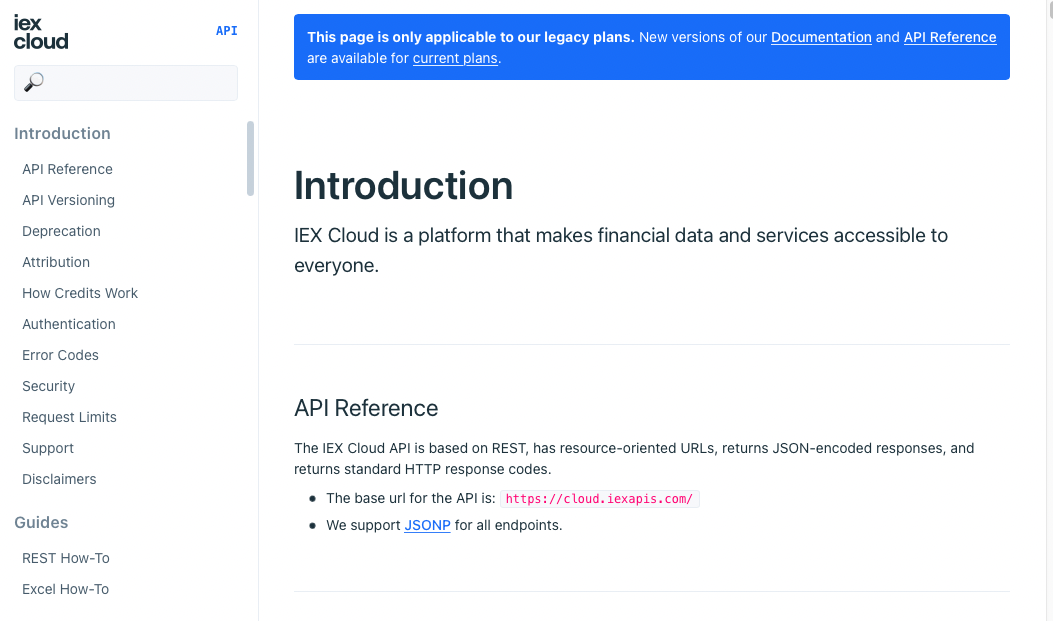 iex
cloud
API
Introduction
API Reference
API Versioning
Deprecation
Attribution
How Credits Work
Authentication
Error Codes
Security
Request Limits
Support
Disclaimers
Guides
REST How-To
Excel How-To
This page is only applicable to our legacy plans. New versions of our Documentation and API Reference
are available for current plans.
Introduction
IEX Cloud is a platform that makes financial data and services accessible to
everyone.
API Reference
The IEX Cloud API is based on REST, has resource-oriented URLs, returns JSON-encoded responses, and
returns standard HTTP response codes.
• The base url for the API is: https://cloud.iexapis.com/
• We support JSONP for all endpoints.